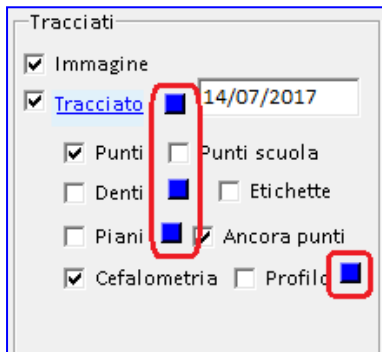 Tracciati
Immagine
Tracciato 14/07/2017
Punti Punti scuola
Denti Etichette
Piani Ancora punti
Cefalometria Profilo